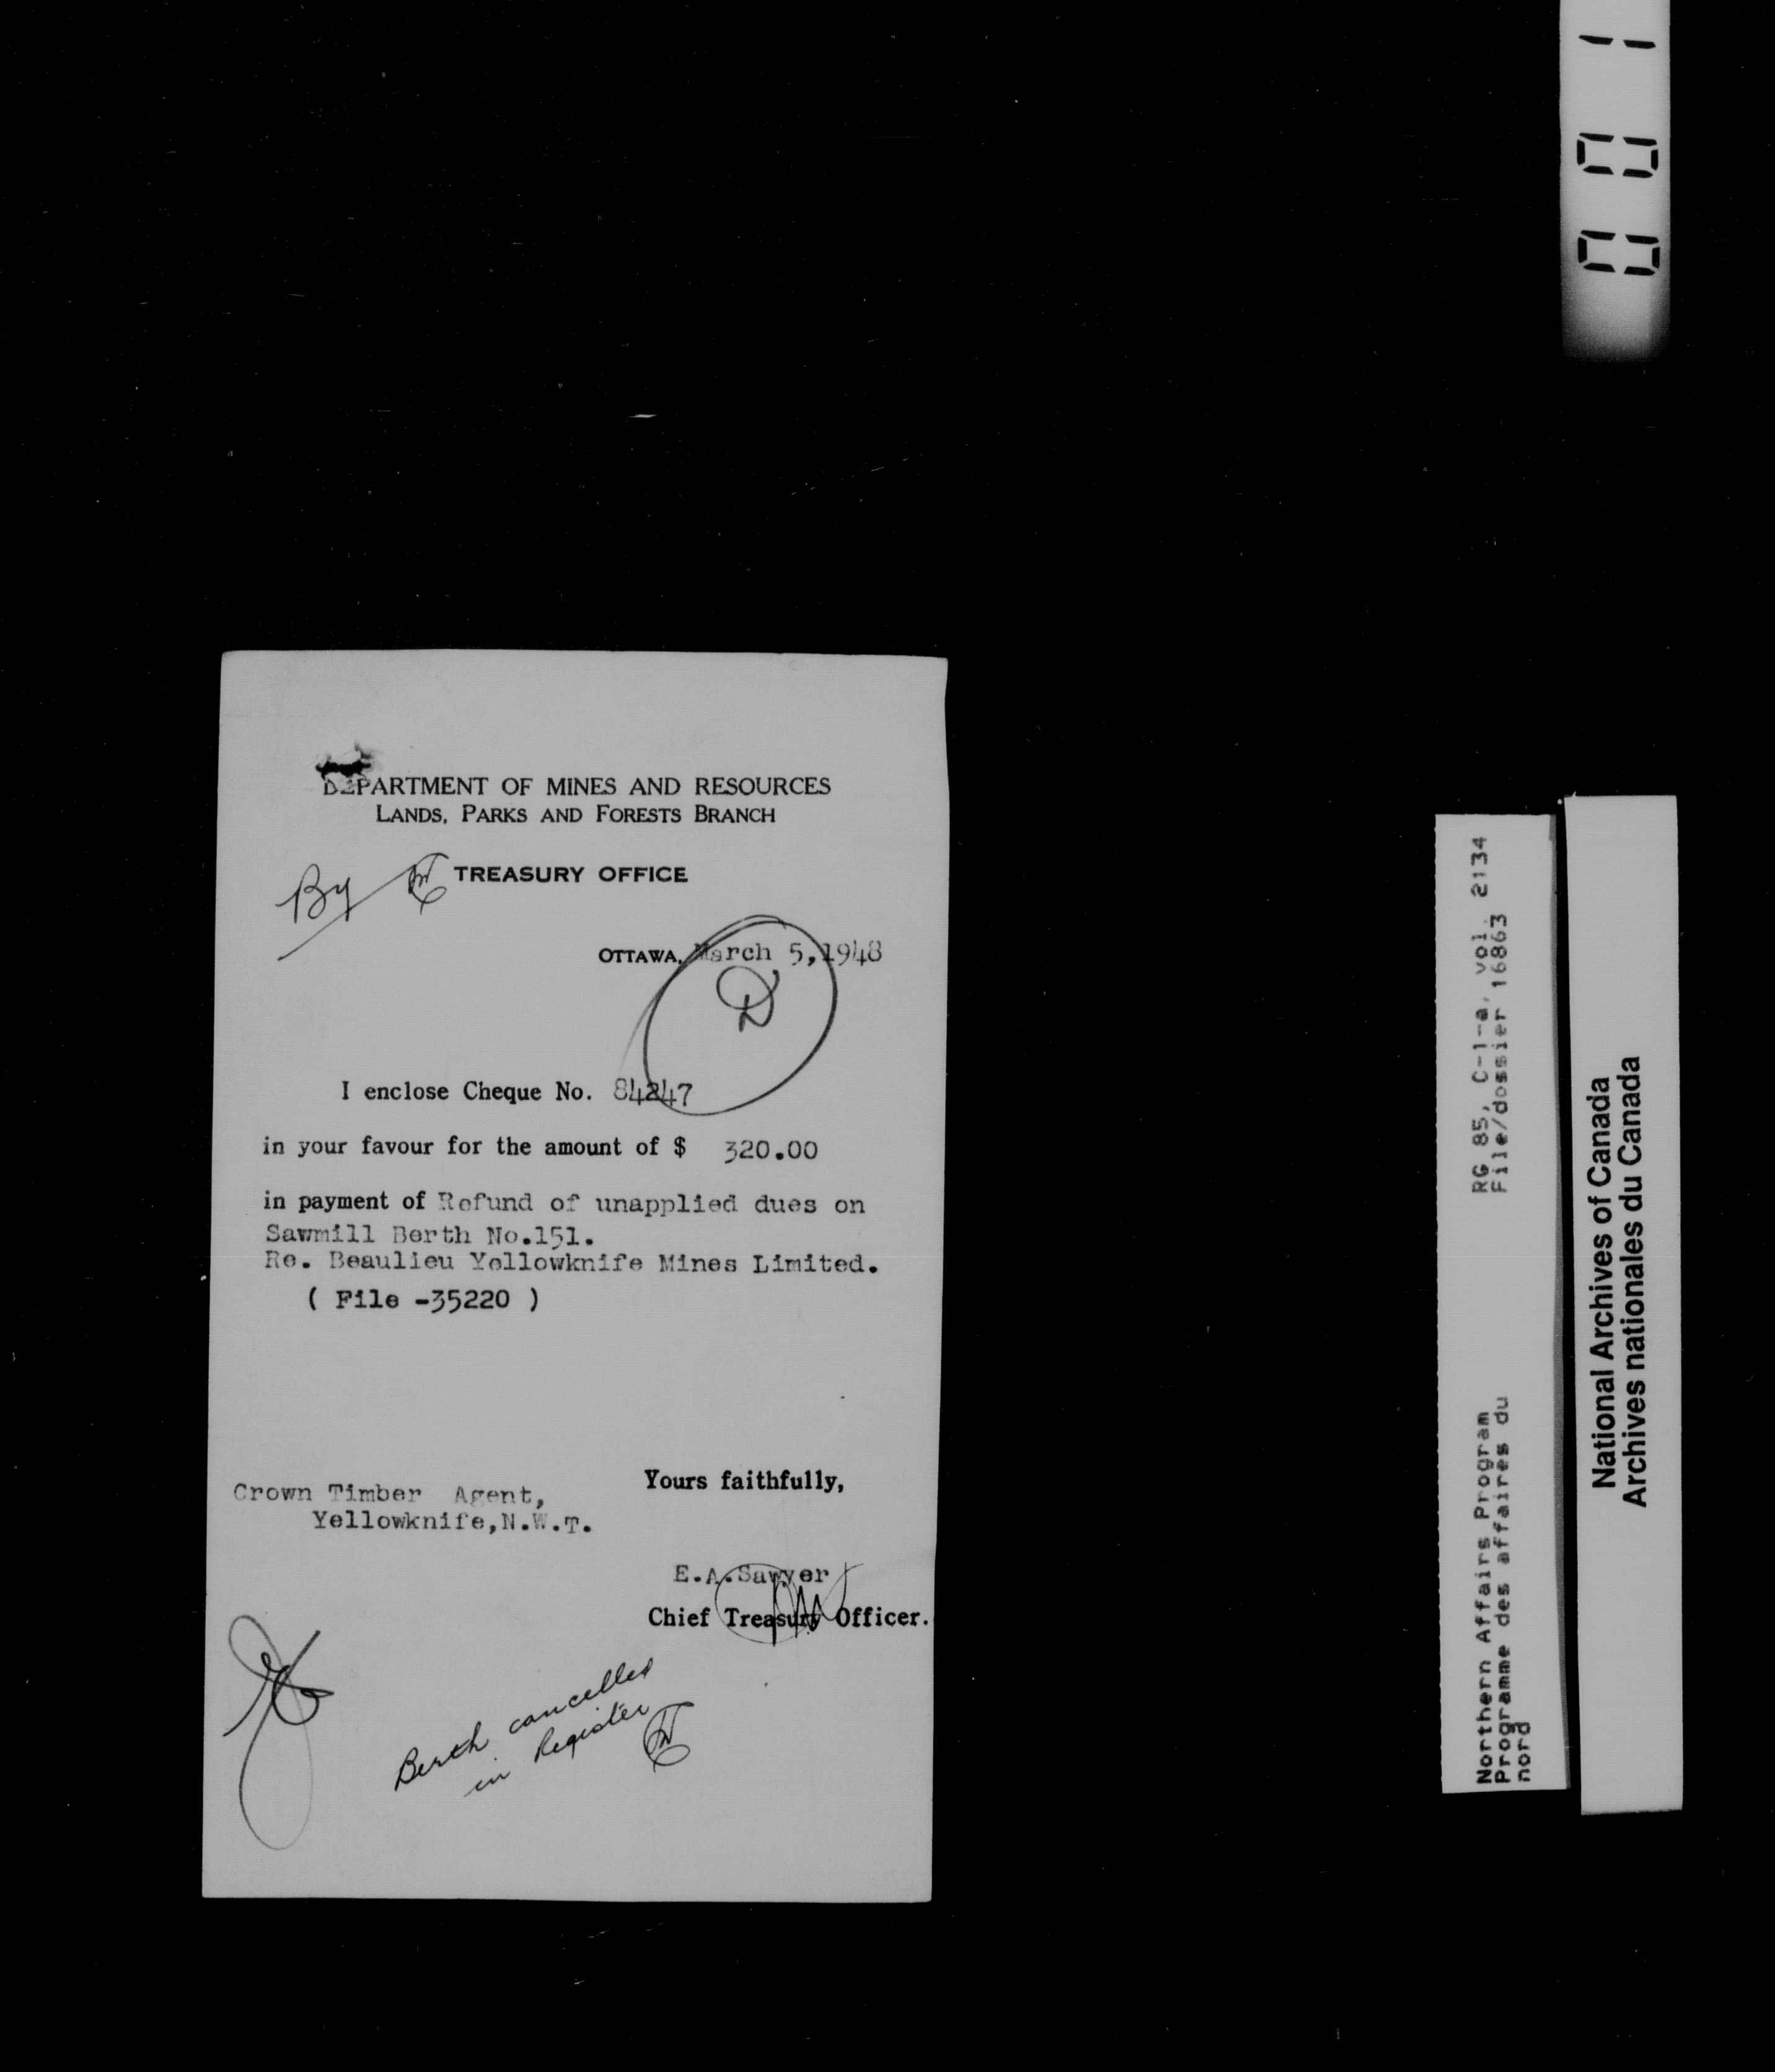 DEPARTMENT OF MINES AND RESOURCES
LANDS, PARKS AND FORESTS BRANCH
By
TREASURY OFFICE
OTTAWA, March 5,1948
D
I enclose Cheque No. 84247
in your favour for the amount of $ 320.00
in payment of Refund of unapplied dues on
Sawmill Berth No.151.
Re. Beaulieu Yellowknife Mines Limited.
( File -35220 )
Yours faithfully,
Crown Timber Agent,
Yellowknife,N.W.T.
E.A.Sawyer
Chief Treasury Officer.
Berth cancelled
in Register
001
RG 85, C-1-a, vol. 2134
File/dossier 16863
Northern Affairs Program
Programme des affaires du
nord
National Archives of Canada
Archives nationales du Canada